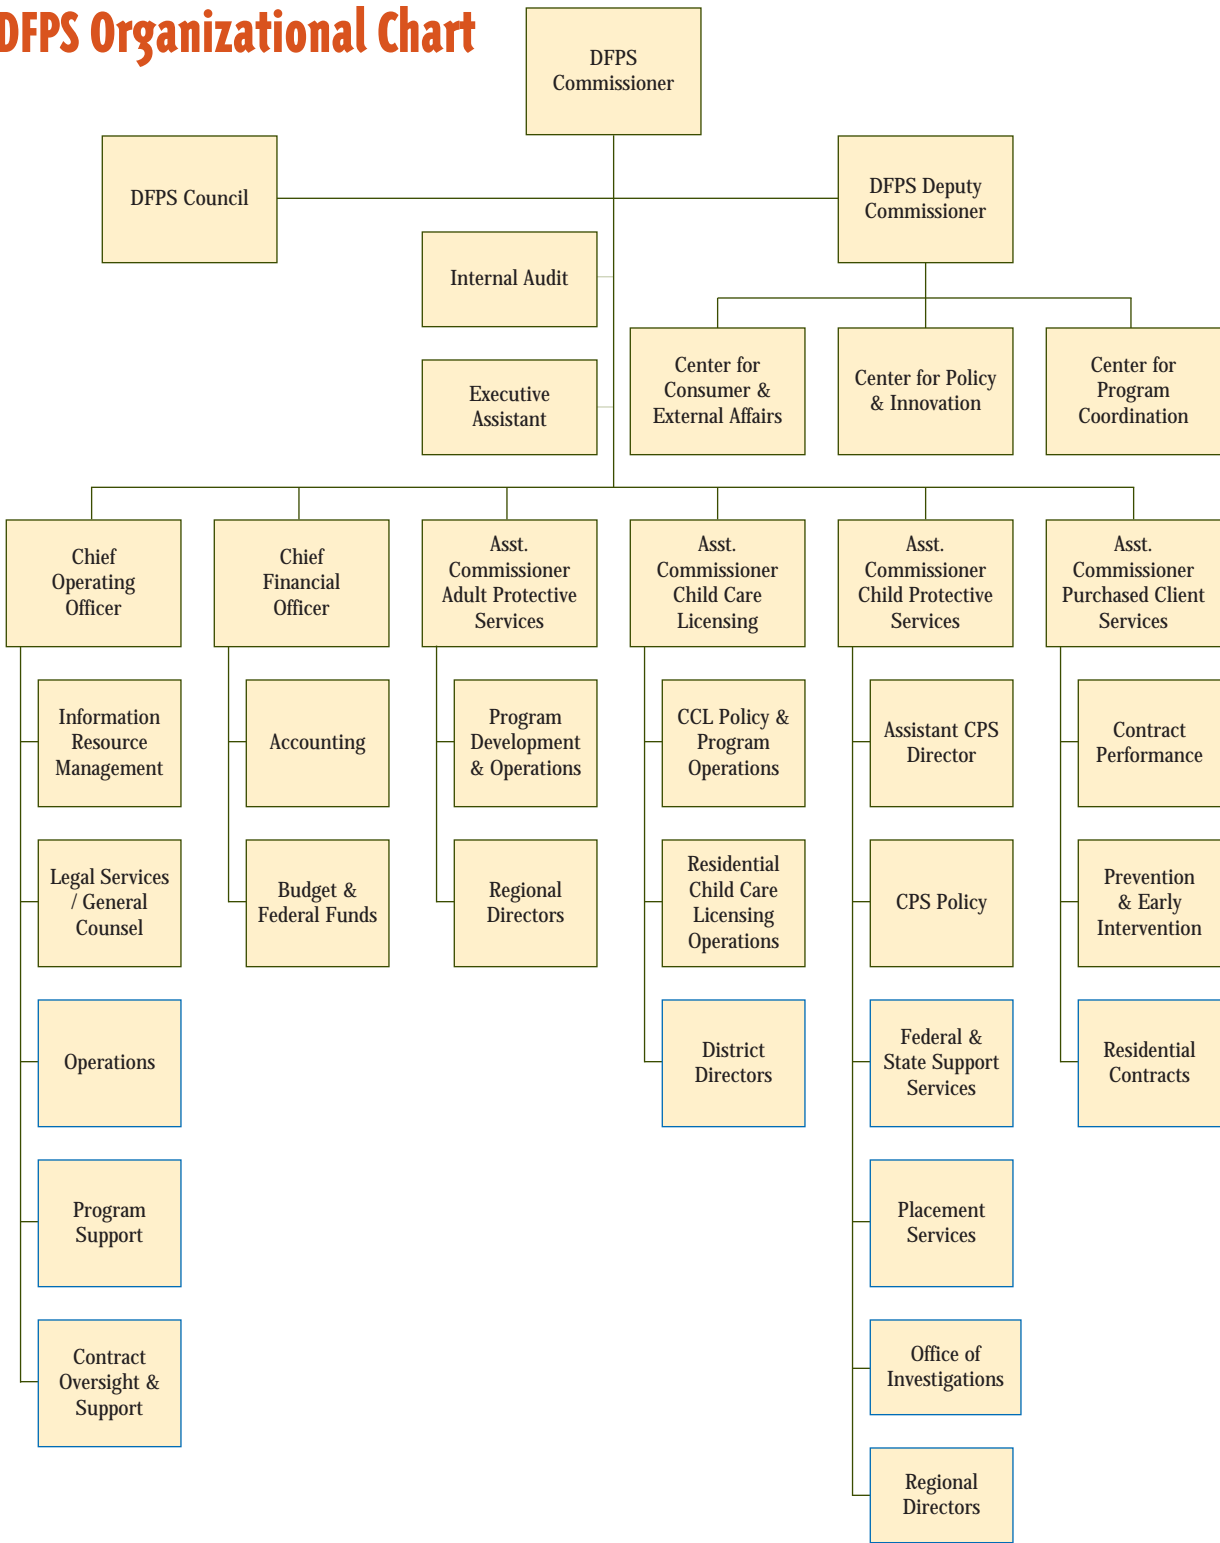 DFPS Organizational Chart
DFPS
Commissioner
DFPS Council
DFPS Deputy
Commissioner
Internal Audit
Executive
Assistant
Center for
Consumer &
External Affairs
Center for Policy
& Innovation
Center for
Program
Coordination
Chief
Operating
Officer
Chief
Financial
Officer
Asst.
Commissioner
Adult Protective
Services
Asst.
Commissioner
Child Care
Licensing
Asst.
Commissioner
Child Protective
Services
Asst.
Commissioner
Purchased Client
Services
Information
Resource
Management
Accounting
Program
Development
& Operations
CCL Policy &
Program
Operations
Assistant CPS
Director
Contract
Performance
Legal Services
/ General
Counsel
Budget &
Federal Funds
Regional
Directors
Residential
Child Care
Licensing
Operations
CPS Policy
Prevention
& Early
Intervention
Operations
District
Directors
Federal &
State Support
Services
Residential
Contracts
Program
Support
Placement
Services
Contract
Oversight &
Support
Office of
Investigations
Regional
Directors